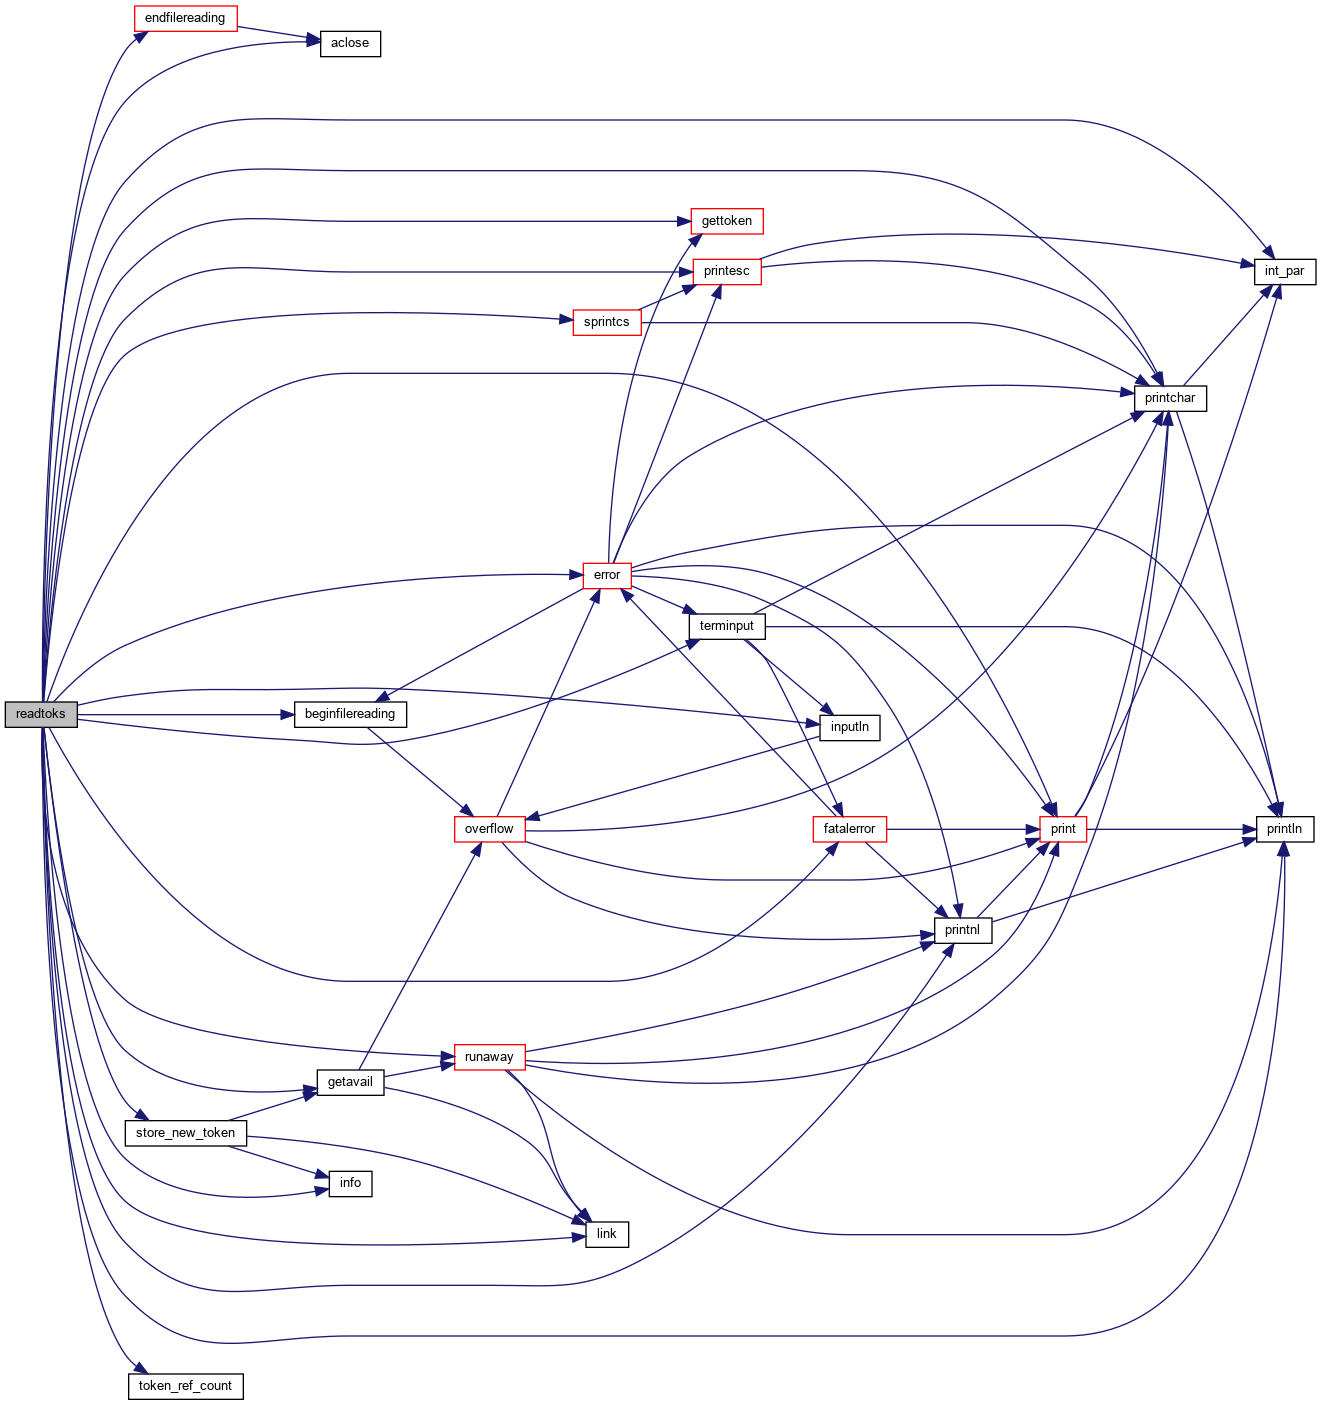 endfilereading
aclose
gettoken
printesc
int_par
sprintcs
printchar
error
terminput
readtoks
beginfilereading
inputln
overflow
fatalerror
print
println
printnl
runaway
getavail
store_new_token
info
link
token_ref_count